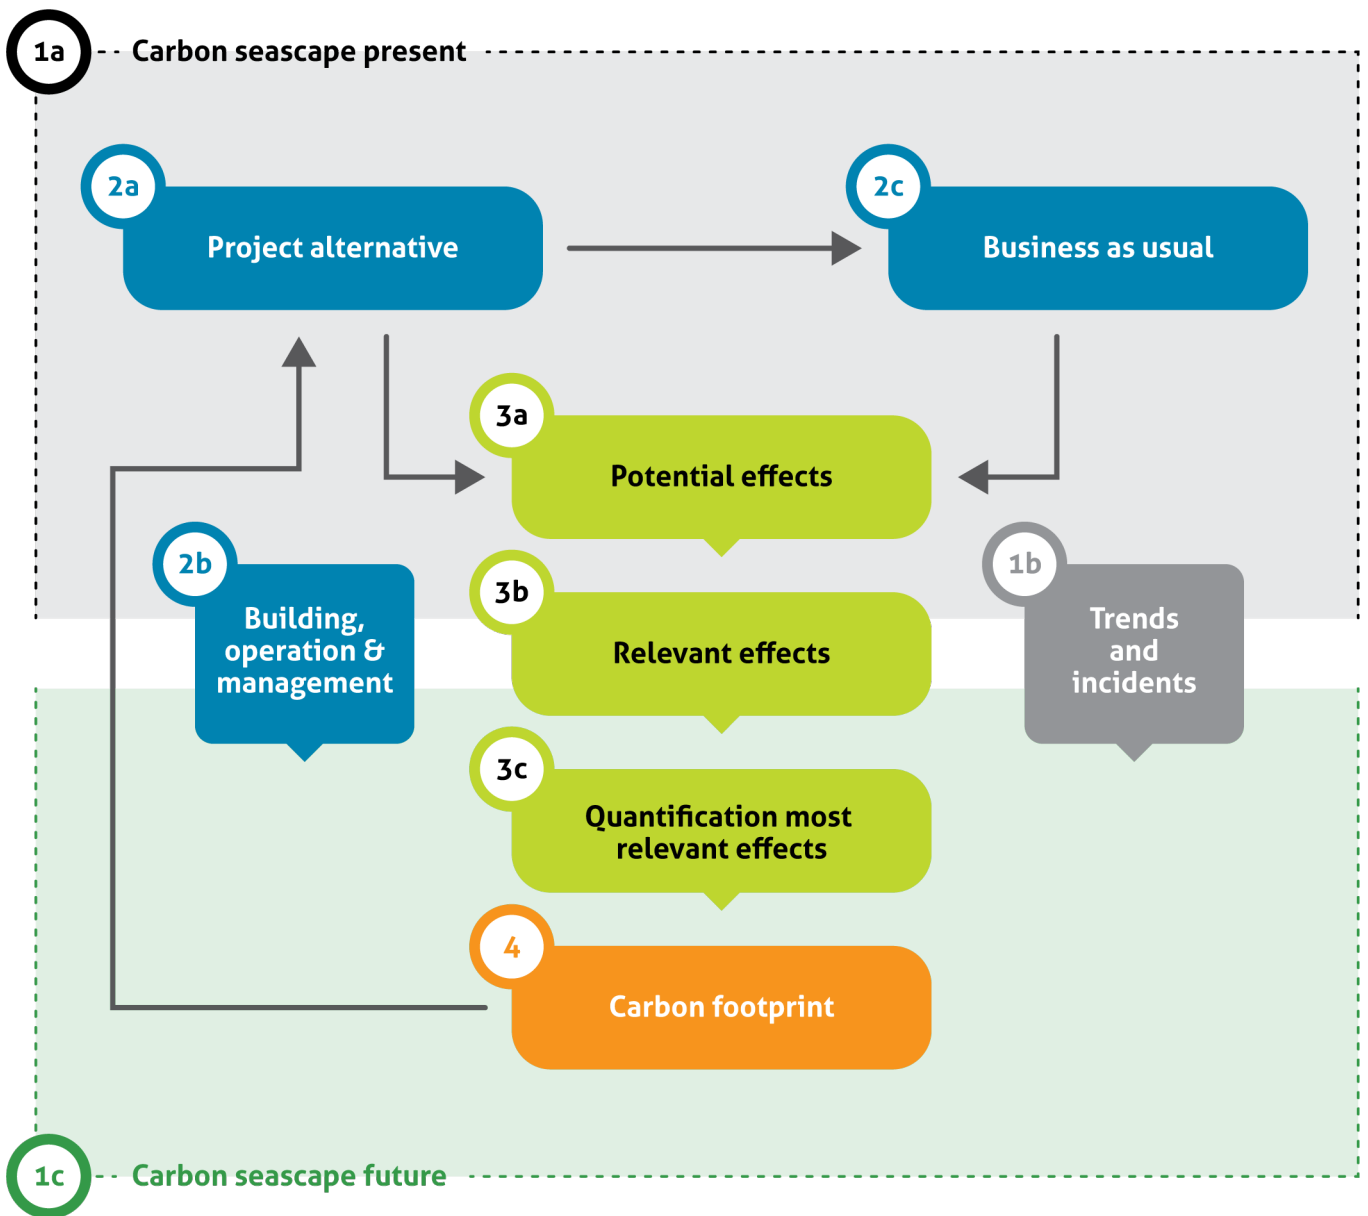 1a Carbon seascape present
2a
Project alternative
2c
Business as usual
3a
Potential effects
2b
Building,
operation &
management
3b
Relevant effects
1b
Trends
and
incidents
3c
Quantification most
relevant effects
4
Carbon footprint
1c Carbon seascape future